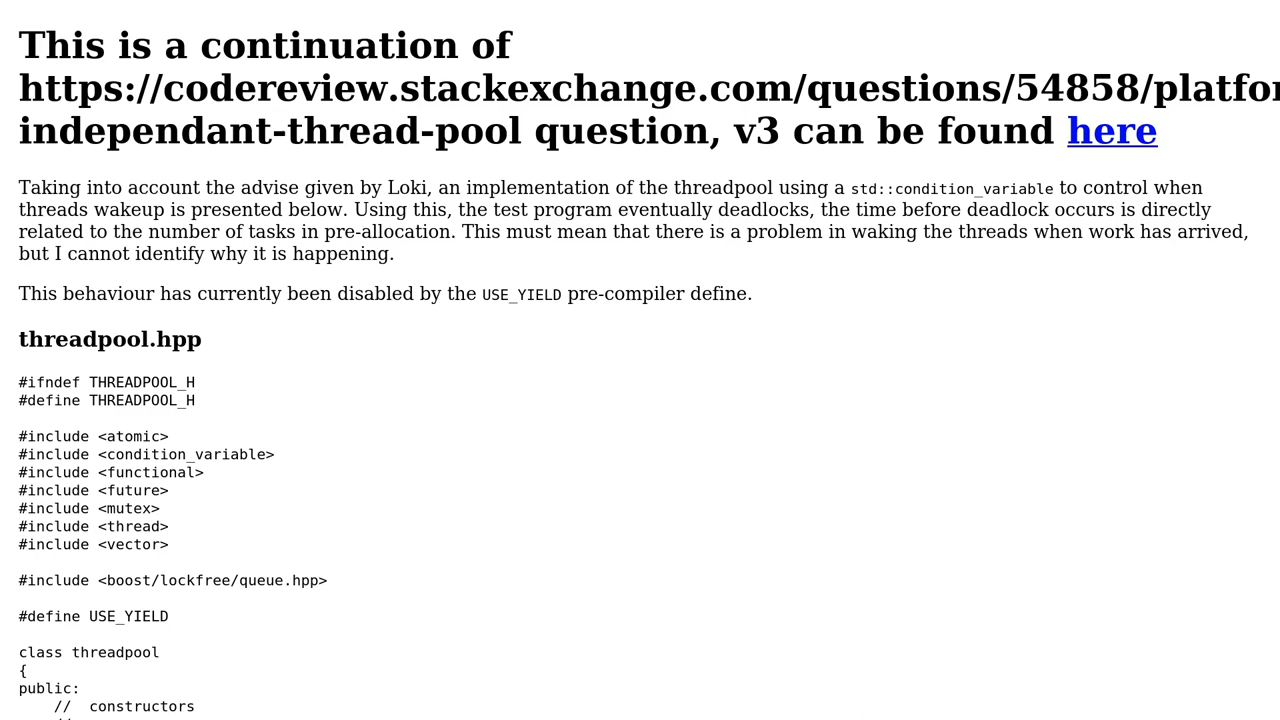 This is a continuation of
https://codereview.stackexchange.com/questions/54858/platfor
independant-thread-pool question, v3 can be found here
Taking into account the advise given by Loki, an implementation of the threadpool using a std::condition_variable to control when
threads wakeup is presented below. Using this, the test program eventually deadlocks, the time before deadlock occurs is directly
related to the number of tasks in pre-allocation. This must mean that there is a problem in waking the threads when work has arrived,
but I cannot identify why it is happening.
This behaviour has currently been disabled by the USE_YIELD pre-compiler define.
threadpool.hpp
#ifndef THREADPOOL_H
#define THREADPOOL_H
#include <atomic>
#include <condition_variable>
#include <functional>
#include <future>
#include <mutex>
#include <thread>
#include <vector>
#include <boost/lockfree/queue.hpp>
#define USE_YIELD
class threadpool
{
public:
    //  constructors